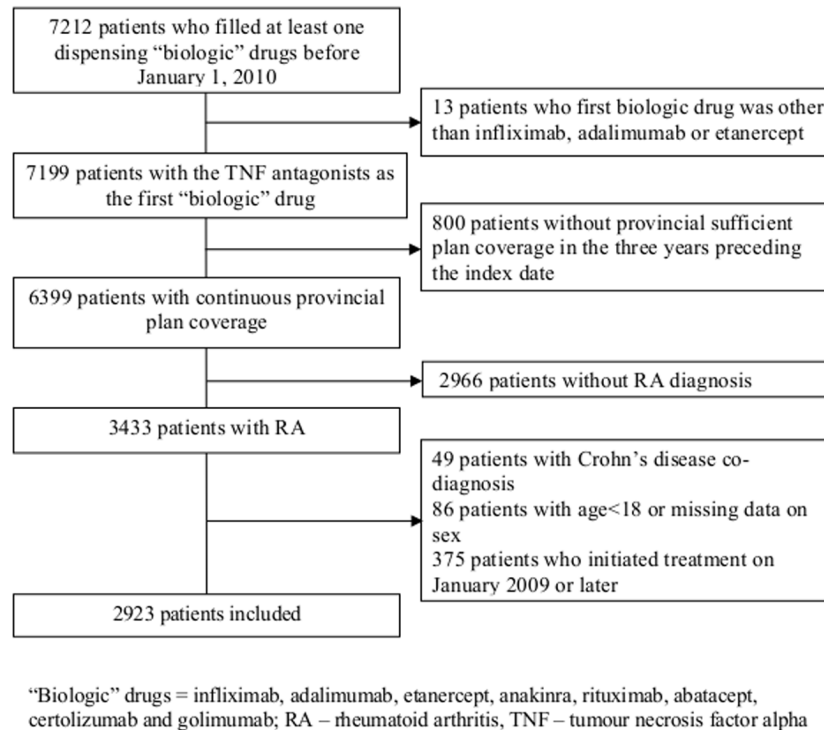 7212 patients who filled at least one
dispensing “biologic” drugs before
January 1, 2010
13 patients who first biologic drug was other
than infliximab, adalimumab or etanercept
7199 patients with the TNF antagonists as
the first “biologic” drug
800 patients without provincial sufficient
plan coverage in the three years preceding
the index date
6399 patients with continuous provincial
plan coverage
2966 patients without RA diagnosis
3433 patients with RA
49 patients with Crohn’s disease co-
diagnosis
86 patients with age<18 or missing data on
sex
375 patients who initiated treatment on
January 2009 or later
2923 patients included
“Biologic” drugs = infliximab, adalimumab, etanercept, anakinra, rituximab, abatacept,
certolizumab and golimumab; RA – rheumatoid arthritis, TNF – tumour necrosis factor alpha